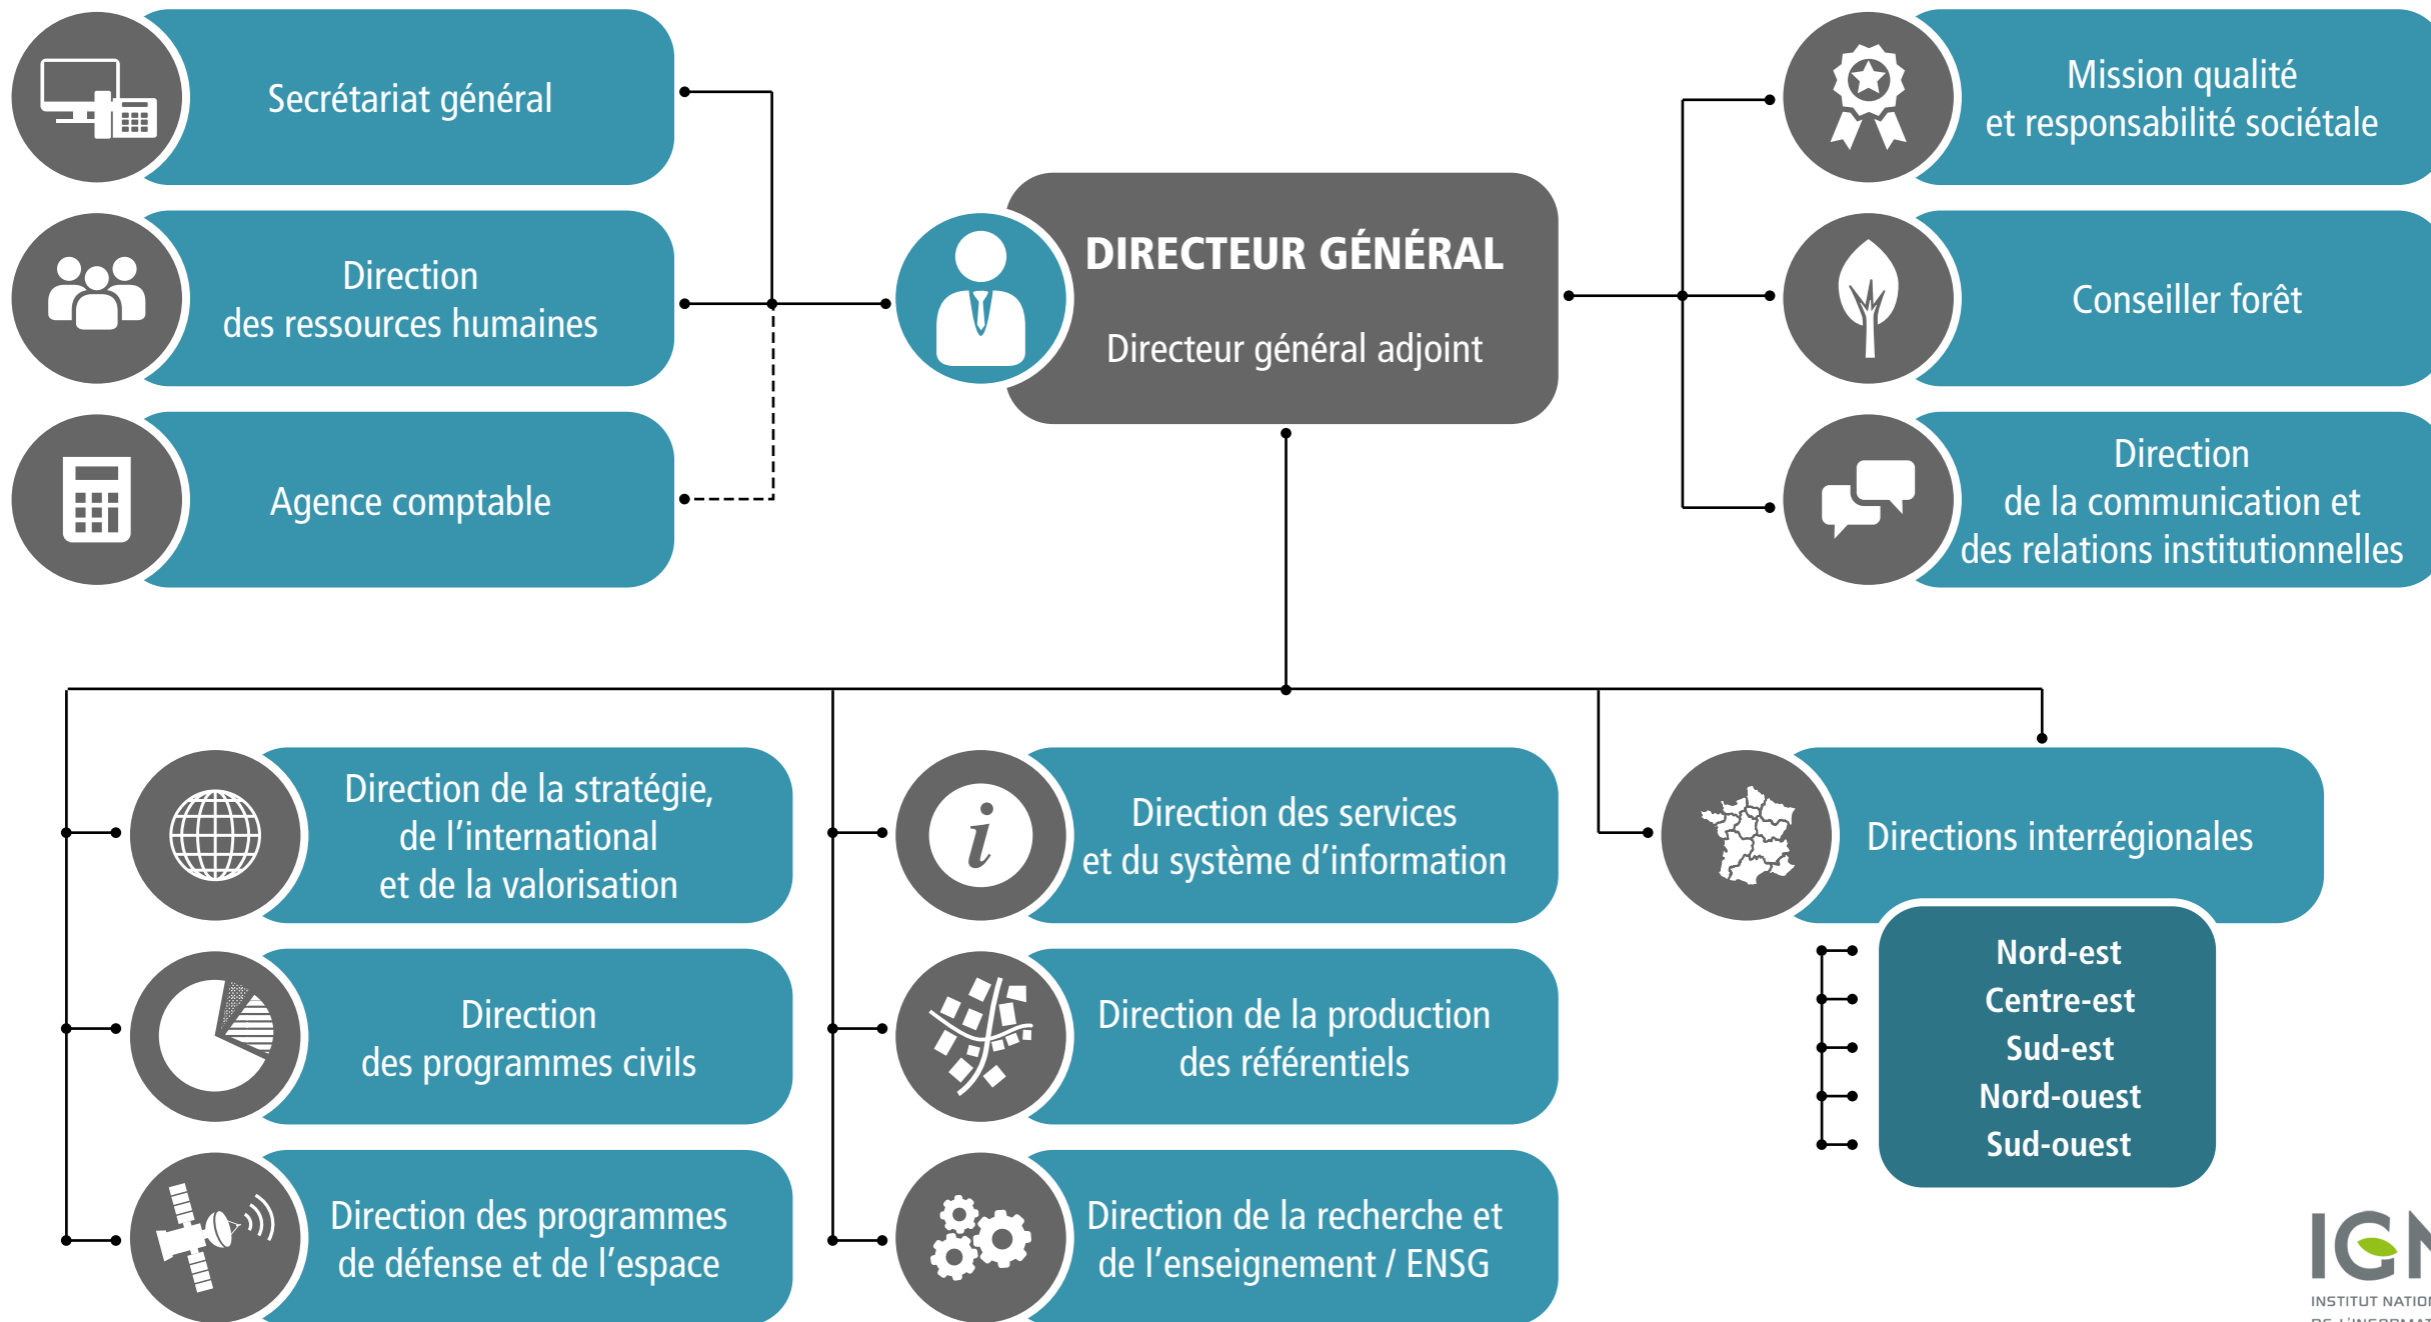 Secrétariat général
Direction
des ressources humaines
Agence comptable
DIRECTEUR GÉNÉRAL
Directeur général adjoint
Mission qualité
et responsabilité sociétale
Conseiller forêt
Direction
de la communication et
des relations institutionnelles
Direction de la stratégie,
de l’international
et de la valorisation
Direction
des programmes civils
Direction des programmes
de défense et de l’espace
Direction des services
et du système d’information
Direction de la production
des référentiels
Direction de la recherche et
de l’enseignement / ENSG
Directions interrégionales
Nord-est
Centre-est
Sud-est
Nord-ouest
Sud-ouest
IGN
INSTITUT